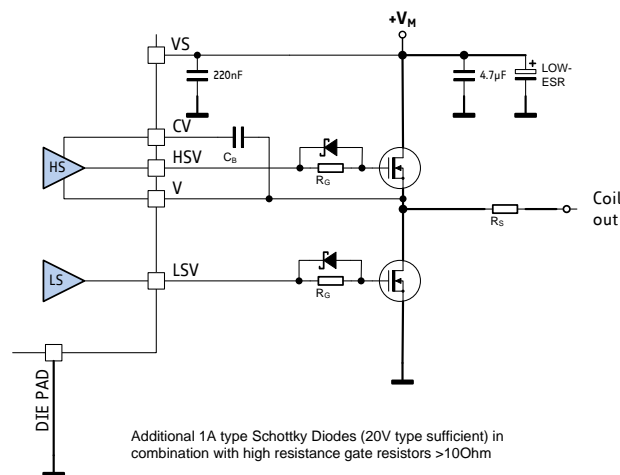 +VM
VS
220nF
4.7µF
+
LOW-
ESR
CV
CB
HS
HSV
RG
V
Coil
out
RS
LS
LSV
RG
DIE PAD
Additional 1A type Schottky Diodes (20V type sufficient) in
combination with high resistance gate resistors >10Ohm